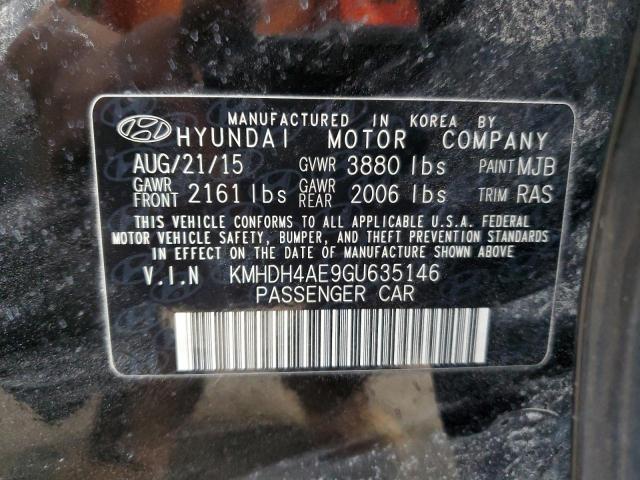 MANUFACTURED IN KOREA BY
HYUNDAI MOTOR COMPANY
AUG/21/15 GVWR 3880 lbs PAINT MJB
GAWR FRONT 2161 lbs GAWR REAR 2006 lbs TRIM RAS
THIS VEHICLE CONFORMS TO ALL APPLICABLE U.S.A. FEDERAL
MOTOR VEHICLE SAFETY, BUMPER, AND THEFT PREVENTION STANDARDS
IN EFFECT ON THE DATE OF MANUFACTURE SHOWN ABOVE
V.I.N KMHDH4AE9GU635146
PASSENGER CAR